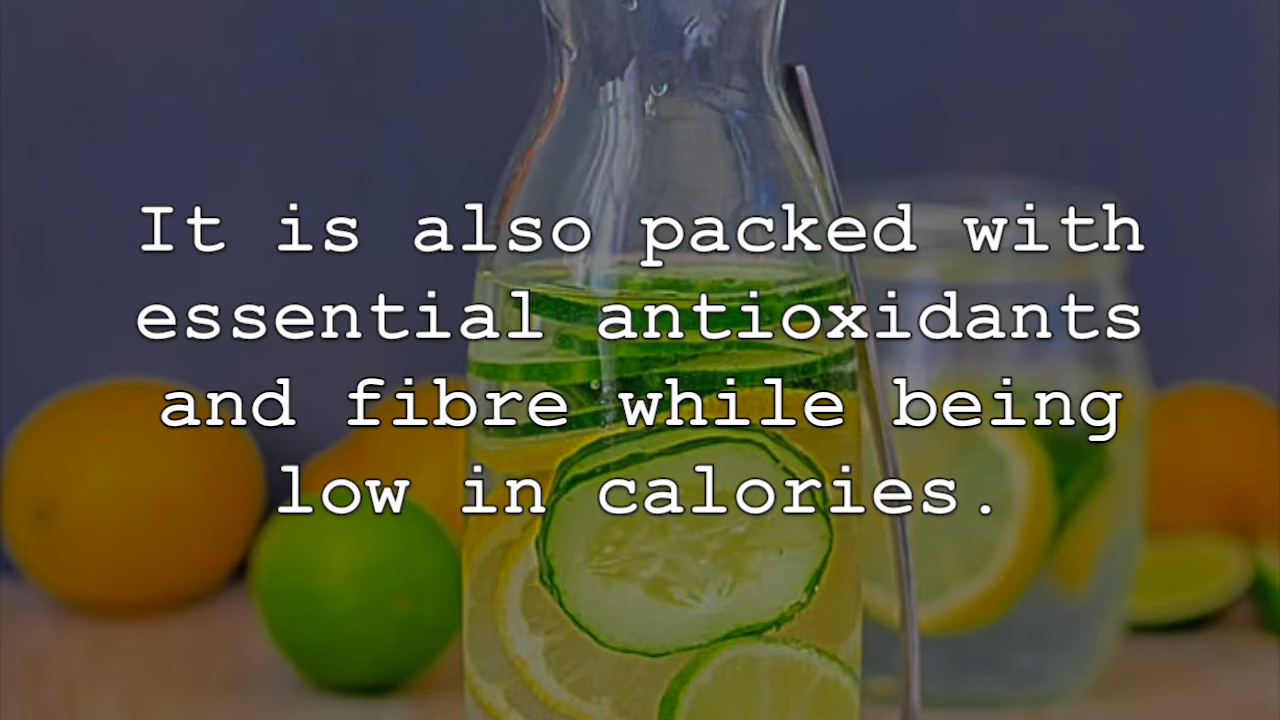 It is also packed with
essential antioxidants
and fibre while being
low in calories.